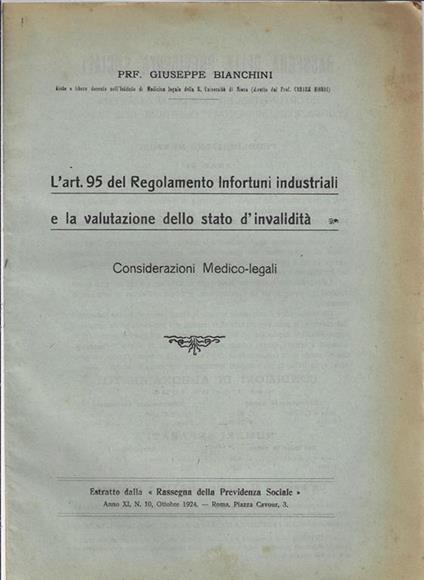 PRF. GIUSEPPE BIANCHINI
Aiuto e libero docente nell'Istituto di Medicina legale della R. Università di Siena (diretto dal Prof. CESARE BIONDI)
L'art. 95 del Regolamento Infortuni industriali
e la valutazione dello stato d'invalidità
Considerazioni Medico-legali
Estratto dalla « Rassegna della Previdenza Sociale »
Anno XI, N. 10, Ottobre 1924. — Roma, Piazza Cavour, 3.